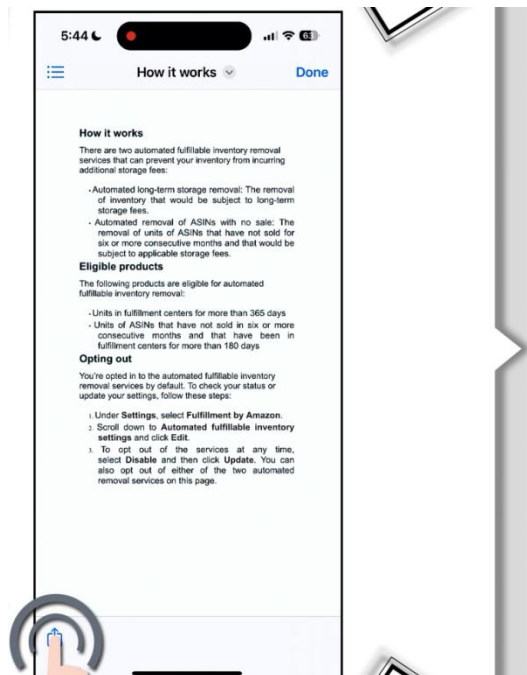 5:44
63
How it works
Done
How it works
There are two automated fulfillable inventory removal
services that can prevent your inventory from incurring
additional storage fees:
- Automated long-term storage removal: The removal
of inventory that would be subject to long-term
storage fees.
- Automated removal of ASINs with no sale: The
removal of units of ASINs that have not sold for
six or more consecutive months and that would be
subject to applicable storage fees.
Eligible products
The following products are eligible for automated
fulfillable inventory removal:
- Units in fulfillment centers for more than 365 days
- Units of ASINs that have not sold in six or more
consecutive months and that have been in
fulfillment centers for more than 180 days
Opting out
You're opted in to the automated fulfillable inventory
removal services by default. To check your status or
update your settings, follow these steps:
1. Under Settings, select Fulfillment by Amazon.
2. Scroll down to Automated fulfillable inventory
settings and click Edit.
3. To opt out of the services at any time,
select Disable and then click Update. You can
also opt out of either of the two automated
removal services on this page.